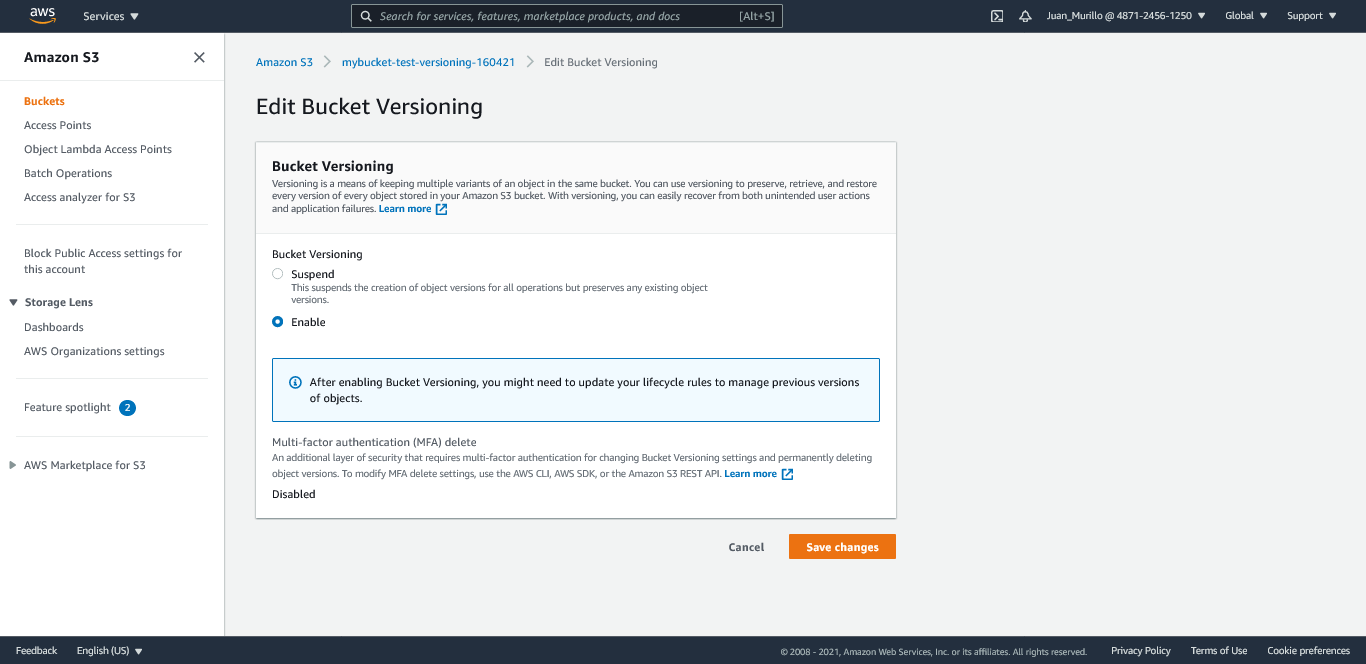 aws
Services
Search for services, features, marketplace products, and docs
[Alt+S]
Juan_Murillo @ 4871-2456-1250
Global
Support
Amazon S3
Buckets
Access Points
Object Lambda Access Points
Batch Operations
Access analyzer for S3
Block Public Access settings for
this account
Storage Lens
Dashboards
AWS Organizations settings
Feature spotlight 2
AWS Marketplace for S3
Amazon S3
mybucket-test-versioning-160421
Edit Bucket Versioning
Edit Bucket Versioning
Bucket Versioning
Versioning is a means of keeping multiple variants of an object in the same bucket. You can use versioning to preserve, retrieve, and restore
every version of every object stored in your Amazon S3 bucket. With versioning, you can easily recover from both unintended user actions
and application failures. Learn more
Bucket Versioning
Suspend
This suspends the creation of object versions for all operations but preserves any existing object
versions.
Enable
After enabling Bucket Versioning, you might need to update your lifecycle rules to manage previous versions
of objects.
Multi-factor authentication (MFA) delete
An additional layer of security that requires multi-factor authentication for changing Bucket Versioning settings and permanently deleting
object versions. To modify MFA delete settings, use the AWS CLI, AWS SDK, or the Amazon S3 REST API. Learn more
Disabled
Cancel
Save changes
Feedback
English (US)
© 2008 - 2021, Amazon Web Services, Inc. or its affiliates. All rights reserved.
Privacy Policy
Terms of Use
Cookie preferences